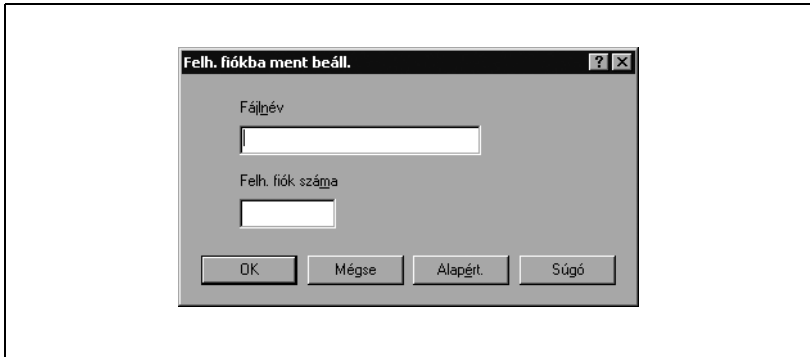 Felh. fiókba ment beáll.
Fájlnév
Felh. fiók száma
OK Mégse Alapért. Súgó